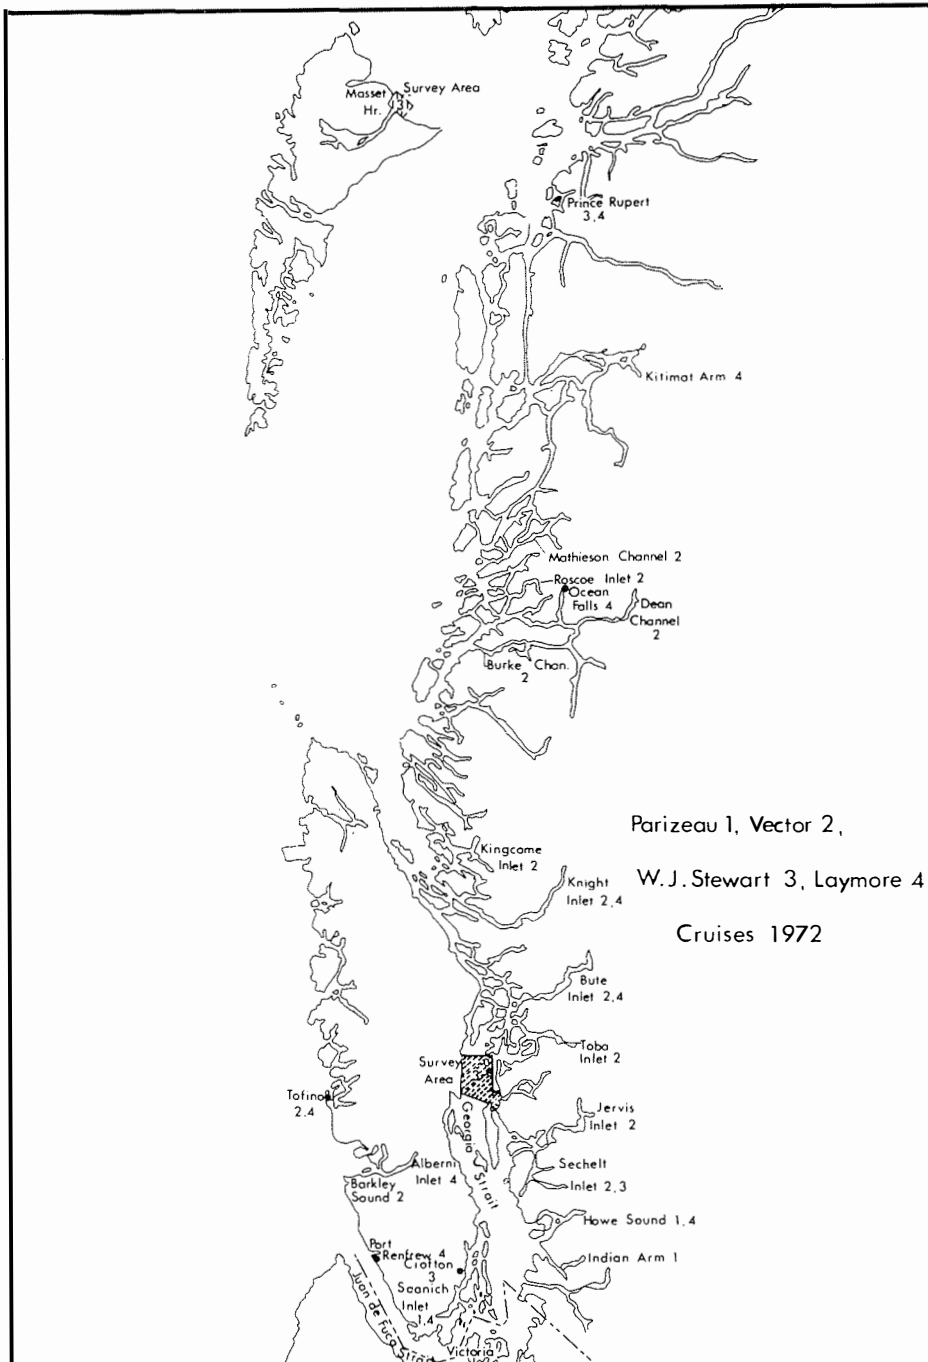 Masset
Hr.
Survey Area
3
Prince Rupert
3,4
Kitimat Arm 4
Mathieson Channel 2
Roscoe Inlet 2
Ocean
Falls 4
Dean
Channel
2
Burke Chan.
2
Parizeau 1, Vector 2,
W.J. Stewart 3, Laymore 4
Cruises 1972
Kingcome
Inlet 2
Knight
Inlet 2,4
Bute
Inlet 2,4
Toba
Inlet 2
Survey
Area
Tofino
2,4
Georgia
Strait
Jervis
Inlet 2
Alberni
Inlet 4
Sechelt
Inlet 2,3
Barkley
Sound 2
Howe Sound 1,4
Port
Renfrew 4
Crofton
3
Indian Arm 1
Saanich
Inlet
1,4
Juan de Fuca Strait
Victoria